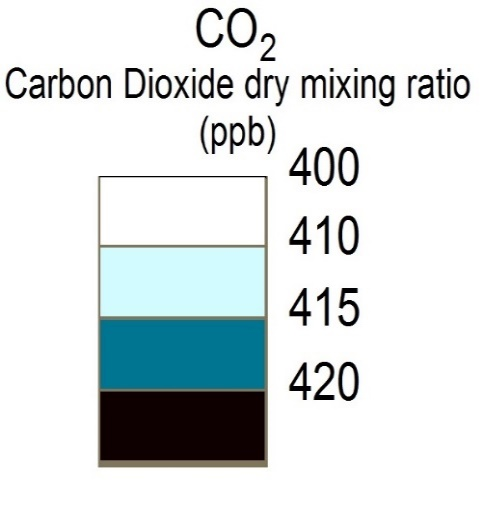 CO₂
Carbon Dioxide dry mixing ratio
(ppb)
400
410
415
420